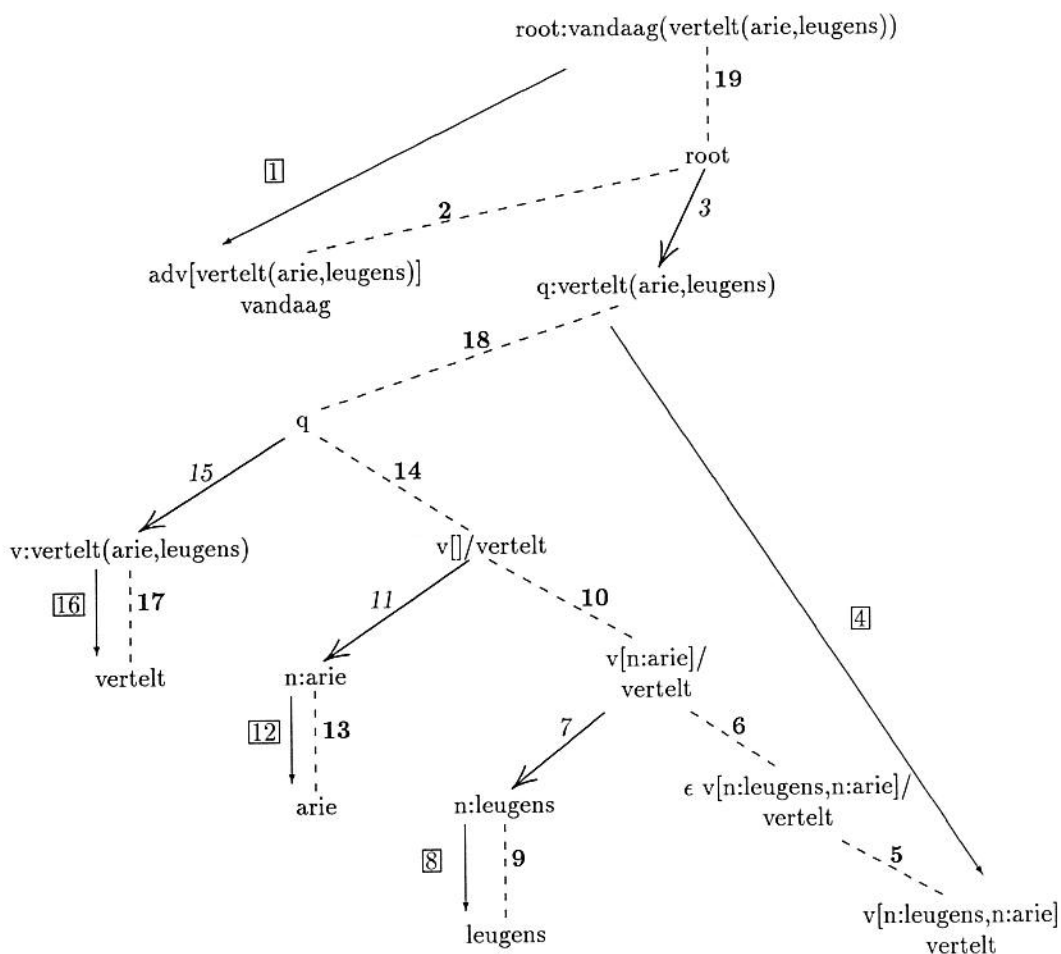 root:vandaag(vertelt(arie,leugens))
19
root
1
2
3
adv[vertelt(arie,leugens)]
vandaag
q:vertelt(arie,leugens)
18
q
15
14
v:vertelt(arie,leugens)
v[]/vertelt
16
17
11
10
4
vertelt
n:arie
v[n:arie]/
vertelt
12
13
7
6
arie
n:leugens
ϵ v[n:leugens,n:arie]/
vertelt
8
9
5
leugens
v[n:leugens,n:arie]
vertelt